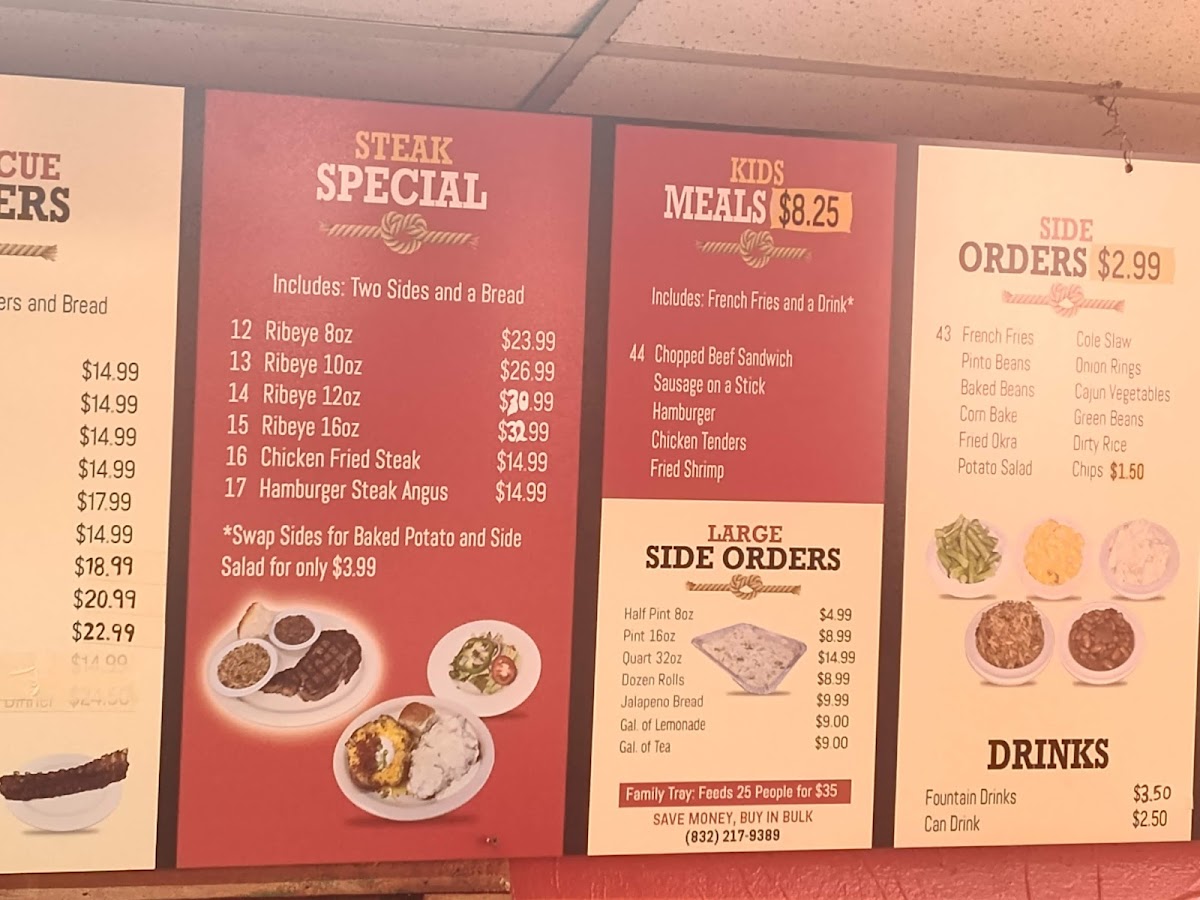 CUE
ERS
ers and Bread
$14.99
$14.99
$14.99
$14.99
$17.99
$14.99
$18.99
$20.99
$22.99
$14.99
Dinner $24.50
STEAK
SPECIAL
Includes: Two Sides and a Bread
12 Ribeye 8oz $23.99
13 Ribeye 10oz $26.99
14 Ribeye 12oz $30.99
15 Ribeye 16oz $32.99
16 Chicken Fried Steak $14.99
17 Hamburger Steak Angus $14.99
*Swap Sides for Baked Potato and Side
Salad for only $3.99
KIDS
MEALS $8.25
Includes: French Fries and a Drink*
44 Chopped Beef Sandwich
Sausage on a Stick
Hamburger
Chicken Tenders
Fried Shrimp
LARGE
SIDE ORDERS
Half Pint 8oz $4.99
Pint 16oz $8.99
Quart 32oz $14.99
Dozen Rolls $8.99
Jalapeno Bread $9.99
Gal. of Lemonade $9.00
Gal. of Tea $9.00
Family Tray: Feeds 25 People for $35
SAVE MONEY, BUY IN BULK
(832) 217-9389
SIDE
ORDERS $2.99
43 French Fries Cole Slaw
Pinto Beans Onion Rings
Baked Beans Cajun Vegetables
Corn Bake Green Beans
Fried Okra Dirty Rice
Potato Salad Chips $1.50
DRINKS
Fountain Drinks $3.50
Can Drink $2.50